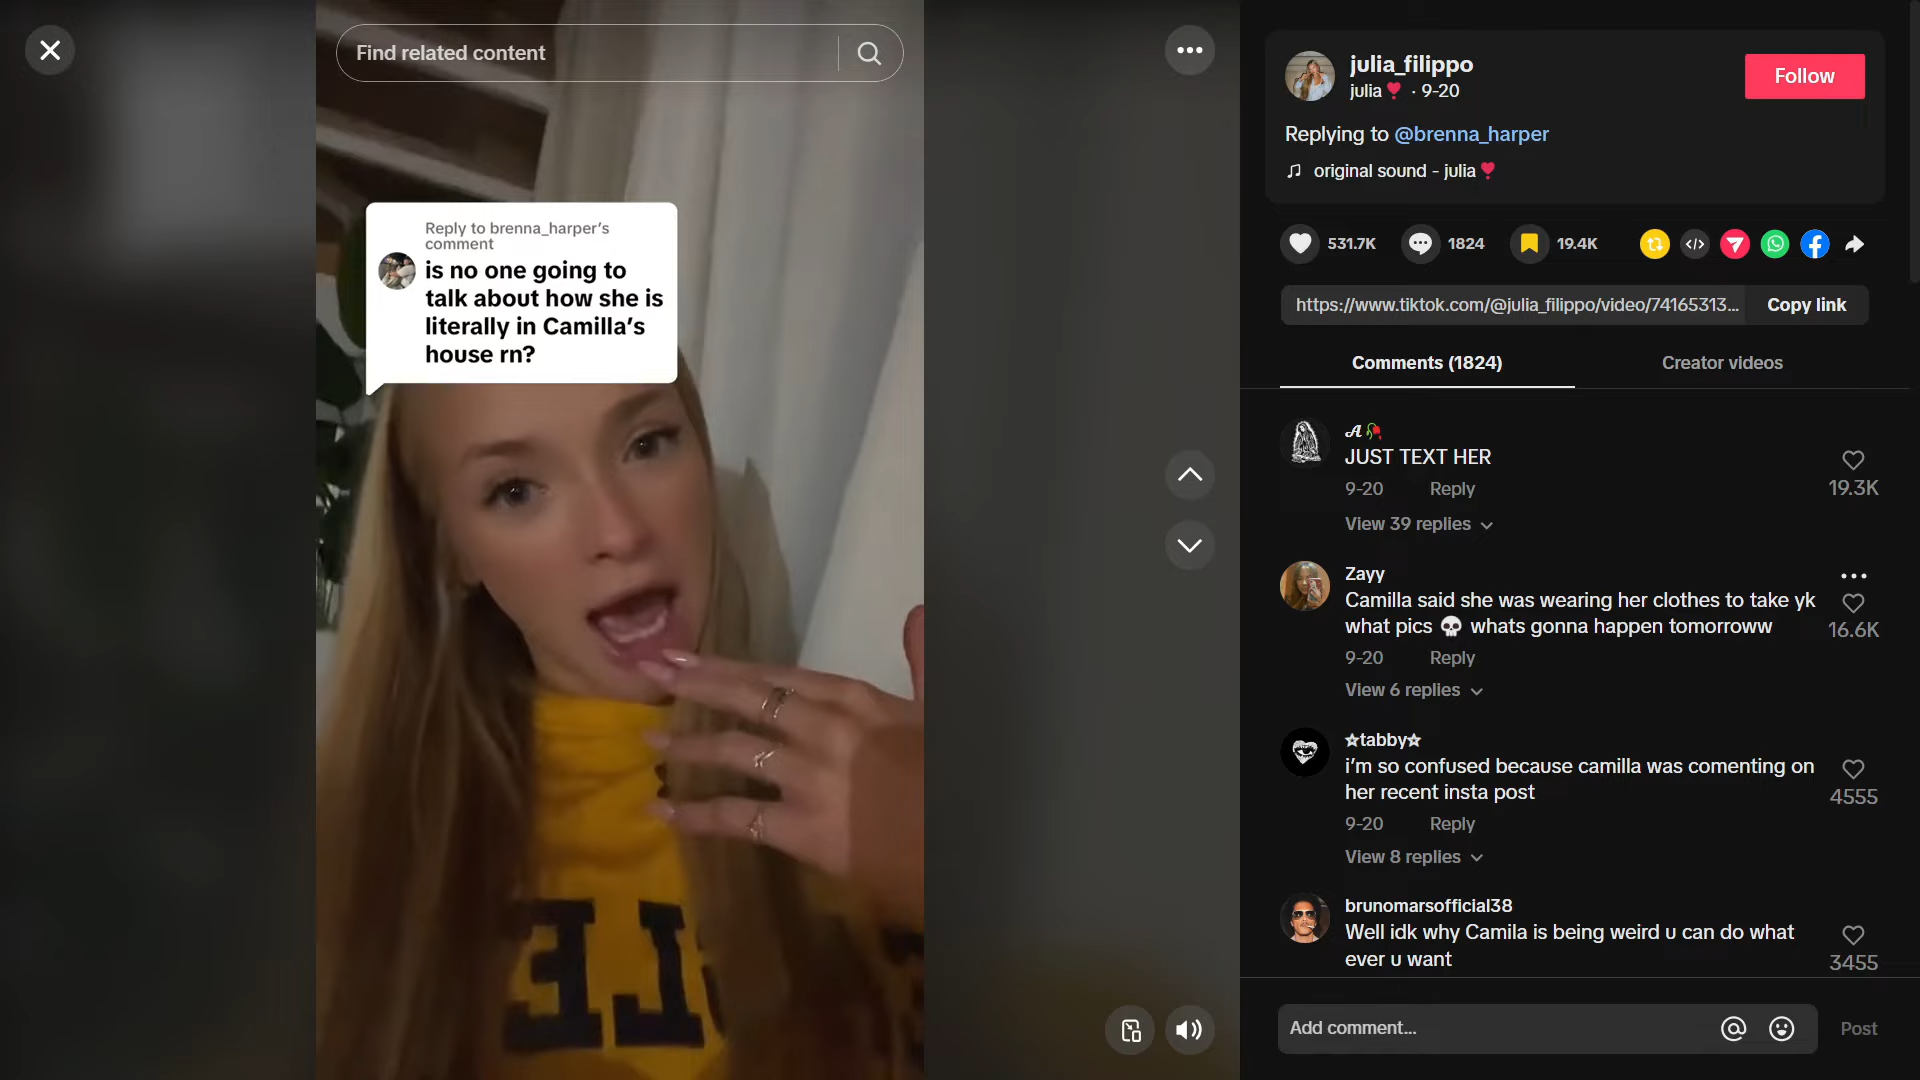 Find related content
Reply to brenna_harper's
comment
is no one going to
talk about how she is
literally in Camilla's
house rn?
julia_filippo
julia❣️ · 9-20
Follow
Replying to @brenna_harper
original sound - julia❣️
531.7K
1824
19.4K
https://www.tiktok.com/@julia_filippo/video/74165313...
Copy link
Comments (1824)
Creator videos
𝓐🥀
JUST TEXT HER
9-20 Reply
19.3K
View 39 replies
Zayy
Camilla said she was wearing her clothes to take yk
what pics 💀 whats gonna happen tomorroww
16.6K
9-20 Reply
View 6 replies
☆tabby☆
i'm so confused because camilla was comenting on
her recent insta post
4555
9-20 Reply
View 8 replies
brunomarsofficial38
Well idk why Camila is being weird u can do what
ever u want
3455
Add comment...
Post